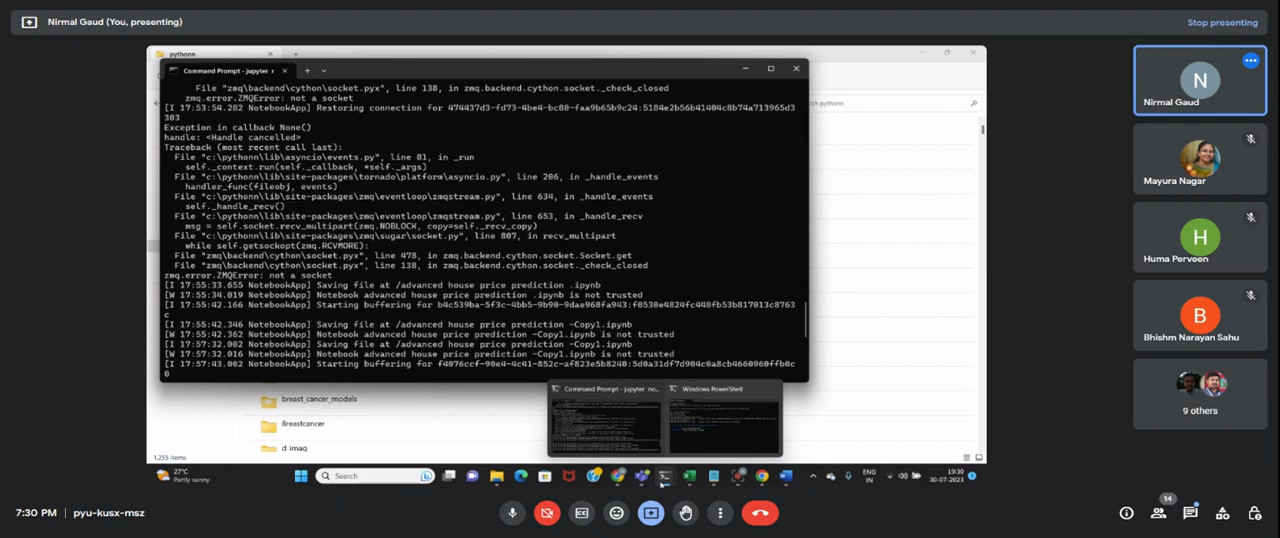 Nirmal Gaud (You, presenting)
Stop presenting
pythonn
Command Prompt - jupyter r
File "zmq\backend\cython\socket.pyx", line 138, in zmq.backend.cython.socket._check_closed
zmq.error.ZMQError: not a socket
[I 17:53:54.282 NotebookApp] Restoring connection for 474437d3-fd73-4be4-bc80-faa9b65b9c24:5184e2b56b41404c8b74a713965d3
303
Exception in callback None()
handle: <Handle cancelled>
Traceback (most recent call last):
File "c:\pythonn\lib\asyncio\events.py", line 81, in _run
self._context.run(self._callback, *self._args)
File "c:\pythonn\lib\site-packages\tornado\platform\asyncio.py", line 206, in _handle_events
handler_func(fileobj, events)
File "c:\pythonn\lib\site-packages\zmq\eventloop\zmqstream.py", line 634, in _handle_events
self._handle_recv()
File "c:\pythonn\lib\site-packages\zmq\eventloop\zmqstream.py", line 653, in _handle_recv
msg = self.socket.recv_multipart(zmq.NOBLOCK, copy=self._recv_copy)
File "c:\pythonn\lib\site-packages\zmq\sugar\socket.py", line 807, in recv_multipart
while self.getsockopt(zmq.RCVMORE):
File "zmq\backend\cython\socket.pyx", line 478, in zmq.backend.cython.socket.Socket.get
File "zmq\backend\cython\socket.pyx", line 138, in zmq.backend.cython.socket._check_closed
zmq.error.ZMQError: not a socket
[I 17:55:33.655 NotebookApp] Saving file at /advanced house price prediction .ipynb
[W 17:55:34.019 NotebookApp] Notebook advanced house price prediction .ipynb is not trusted
[I 17:55:42.166 NotebookApp] Starting buffering for b4c539ba-5f3c-4bb5-9b90-9dae968fa943:f0530e4824fc448fb53b817013c8763
c
[I 17:55:42.346 NotebookApp] Saving file at /advanced house price prediction -Copy1.ipynb
[W 17:55:42.362 NotebookApp] Notebook advanced house price prediction -Copy1.ipynb is not trusted
[I 17:57:32.002 NotebookApp] Saving file at /advanced house price prediction -Copy1.ipynb
[W 17:57:32.016 NotebookApp] Notebook advanced house price prediction -Copy1.ipynb is not trusted
[I 17:57:43.002 NotebookApp] Starting buffering for f4076ccf-90e4-4c41-852c-af823e5b8240:5d0a31df7d904c0a8cb4660960ffb0c
0
rch pythonn
Command Prompt - jupyter no...
Windows PowerShell
breast_cancer_models
Breastcancer
d imag
1,255 items
27°C
Partly sunny
Search
ENG
IN
19:30
30-07-2023
N
Nirmal Gaud
Mayura Nagar
H
Huma Perveen
B
Bhishm Narayan Sahu
9 others
7:30 PM | pyu-kusx-msz
14